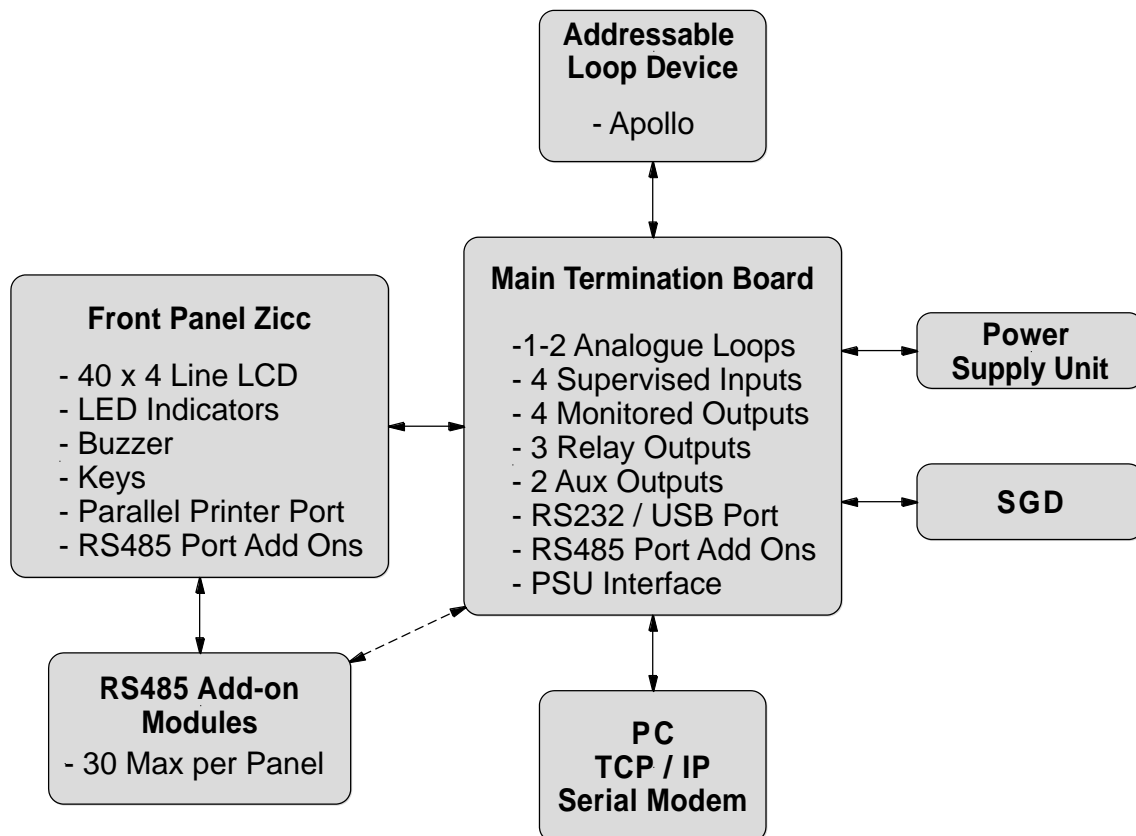 Addressable
Loop Device
- Apollo
Main Termination Board
-1-2 Analogue Loops
- 4 Supervised Inputs
- 4 Monitored Outputs
- 3 Relay Outputs
- 2 Aux Outputs
- RS232 / USB Port
- RS485 Port Add Ons
- PSU Interface
Front Panel Zicc
- 40 x 4 Line LCD
- LED Indicators
- Buzzer
- Keys
- Parallel Printer Port
- RS485 Port Add Ons
Power
Supply Unit
SGD
RS485 Add-on
Modules
- 30 Max per Panel
PC
TCP / IP
Serial Modem